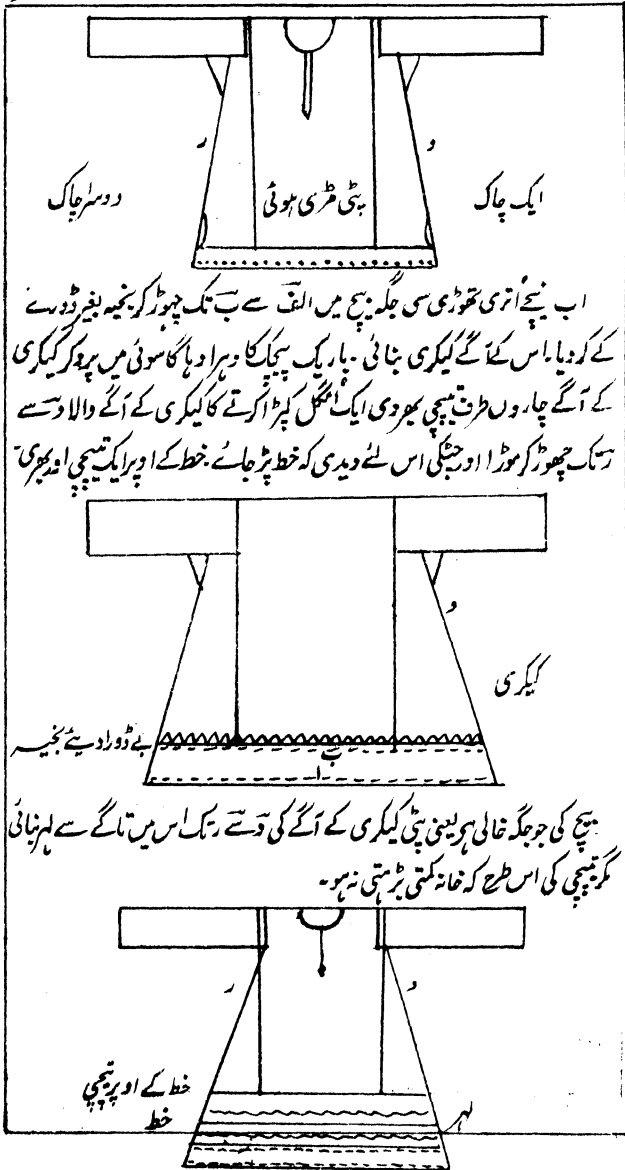 ر
و
ایک چاک
پٹی مڑی ہوئی
دوسرا چاک
اب نیچے اُتری تھوڑی سی جگہ بیچ میں الف سے ب تک چھوڑ کر بخیہ بغیر ڈورے
کے کر دیا۔ اس کے آگے کیکری بنائی۔ باریک پیچک کا دہرا دہاگا سوئی میں پرو کر کیکری
کے آگے چاروں طرف تیپچی بھر دی ایک اُنگل کپڑا کرتے کا کیکری کے آگے والا و سے
ر تک چھوڑ کر موڑا اور چٹکی اس لئے دیدی کہ خط پڑ جائے۔ خط کے اوپر ایک تیپچی اور بھری۔
و
کیکری
بے ڈورا دیئے بخیہ
ب
ا
بیچ کی جو جگہ خالی ہے یعنی پٹی کیکری کے آگے کی و سے ر تک اس میں تاگے سے لہر بنائی
مگر تیپچی کی اس طرح کہ خانہ کمتی بڑھتی نہ ہو۔
ر
و
خط کے اوپر تیپچی
خط
لہر